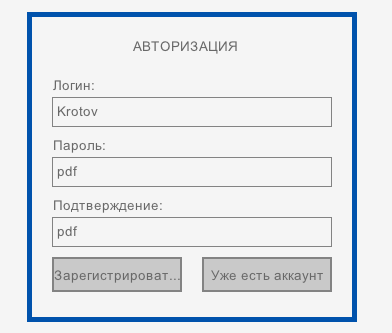 АВТОРИЗАЦИЯ
Логин:
Krotov
Пароль:
pdf
Подтверждение:
pdf
Зарегистрироват...
Уже есть аккаунт